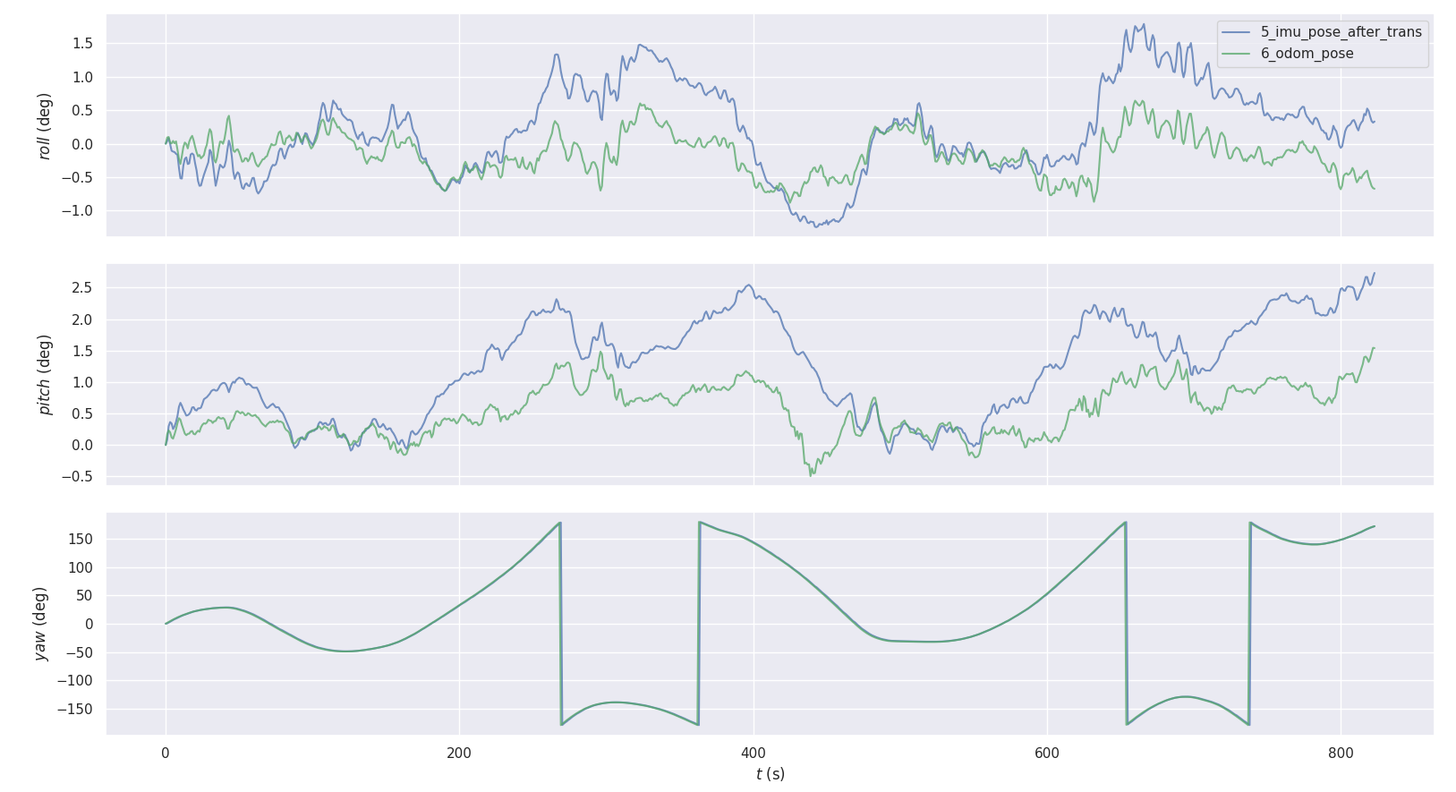 roll (deg)
1.5
1.0
0.5
0.0
−0.5
−1.0
5_imu_pose_after_trans
6_odom_pose
pitch (deg)
2.5
2.0
1.5
1.0
0.5
0.0
−0.5
yaw (deg)
150
100
50
0
−50
−100
−150
0 200 400 600 800
t (s)